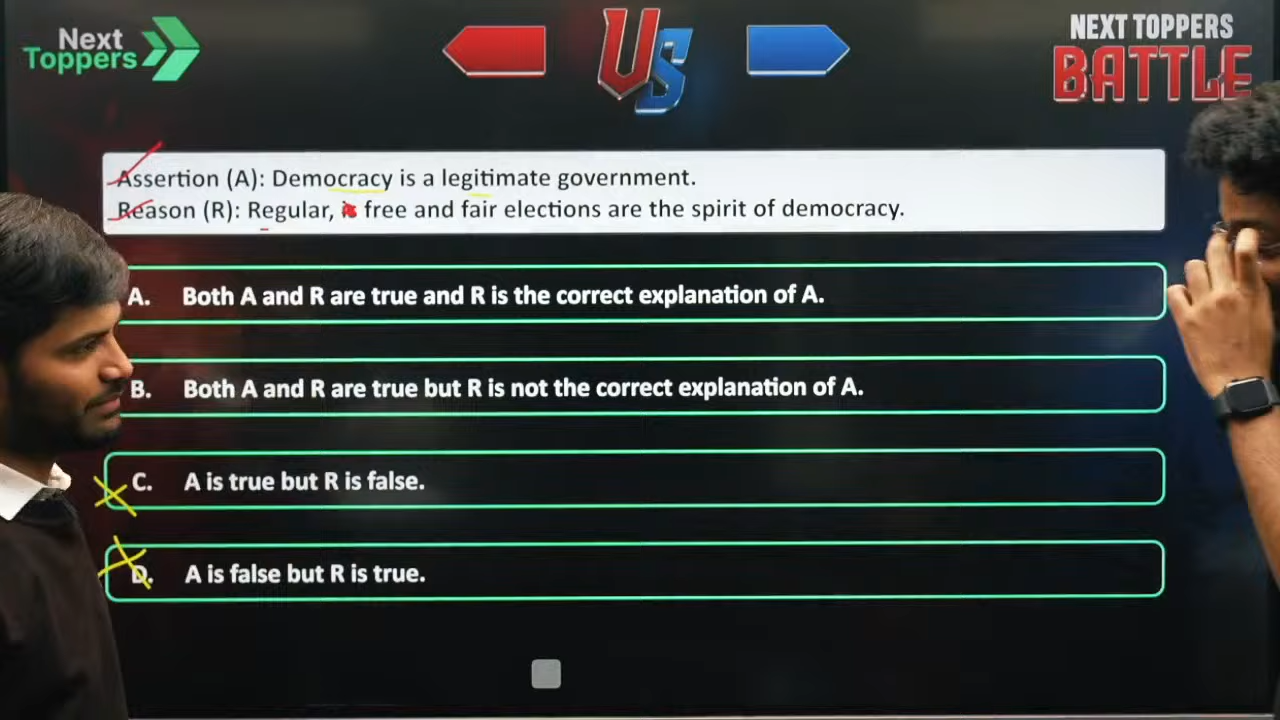 Next
Toppers
US
NEXT TOPPERS
BATTLE
Assertion (A): Democracy is a legitimate government.
Reason (R): Regular, free and fair elections are the spirit of democracy.
A. Both A and R are true and R is the correct explanation of A.
B. Both A and R are true but R is not the correct explanation of A.
C. A is true but R is false.
D. A is false but R is true.